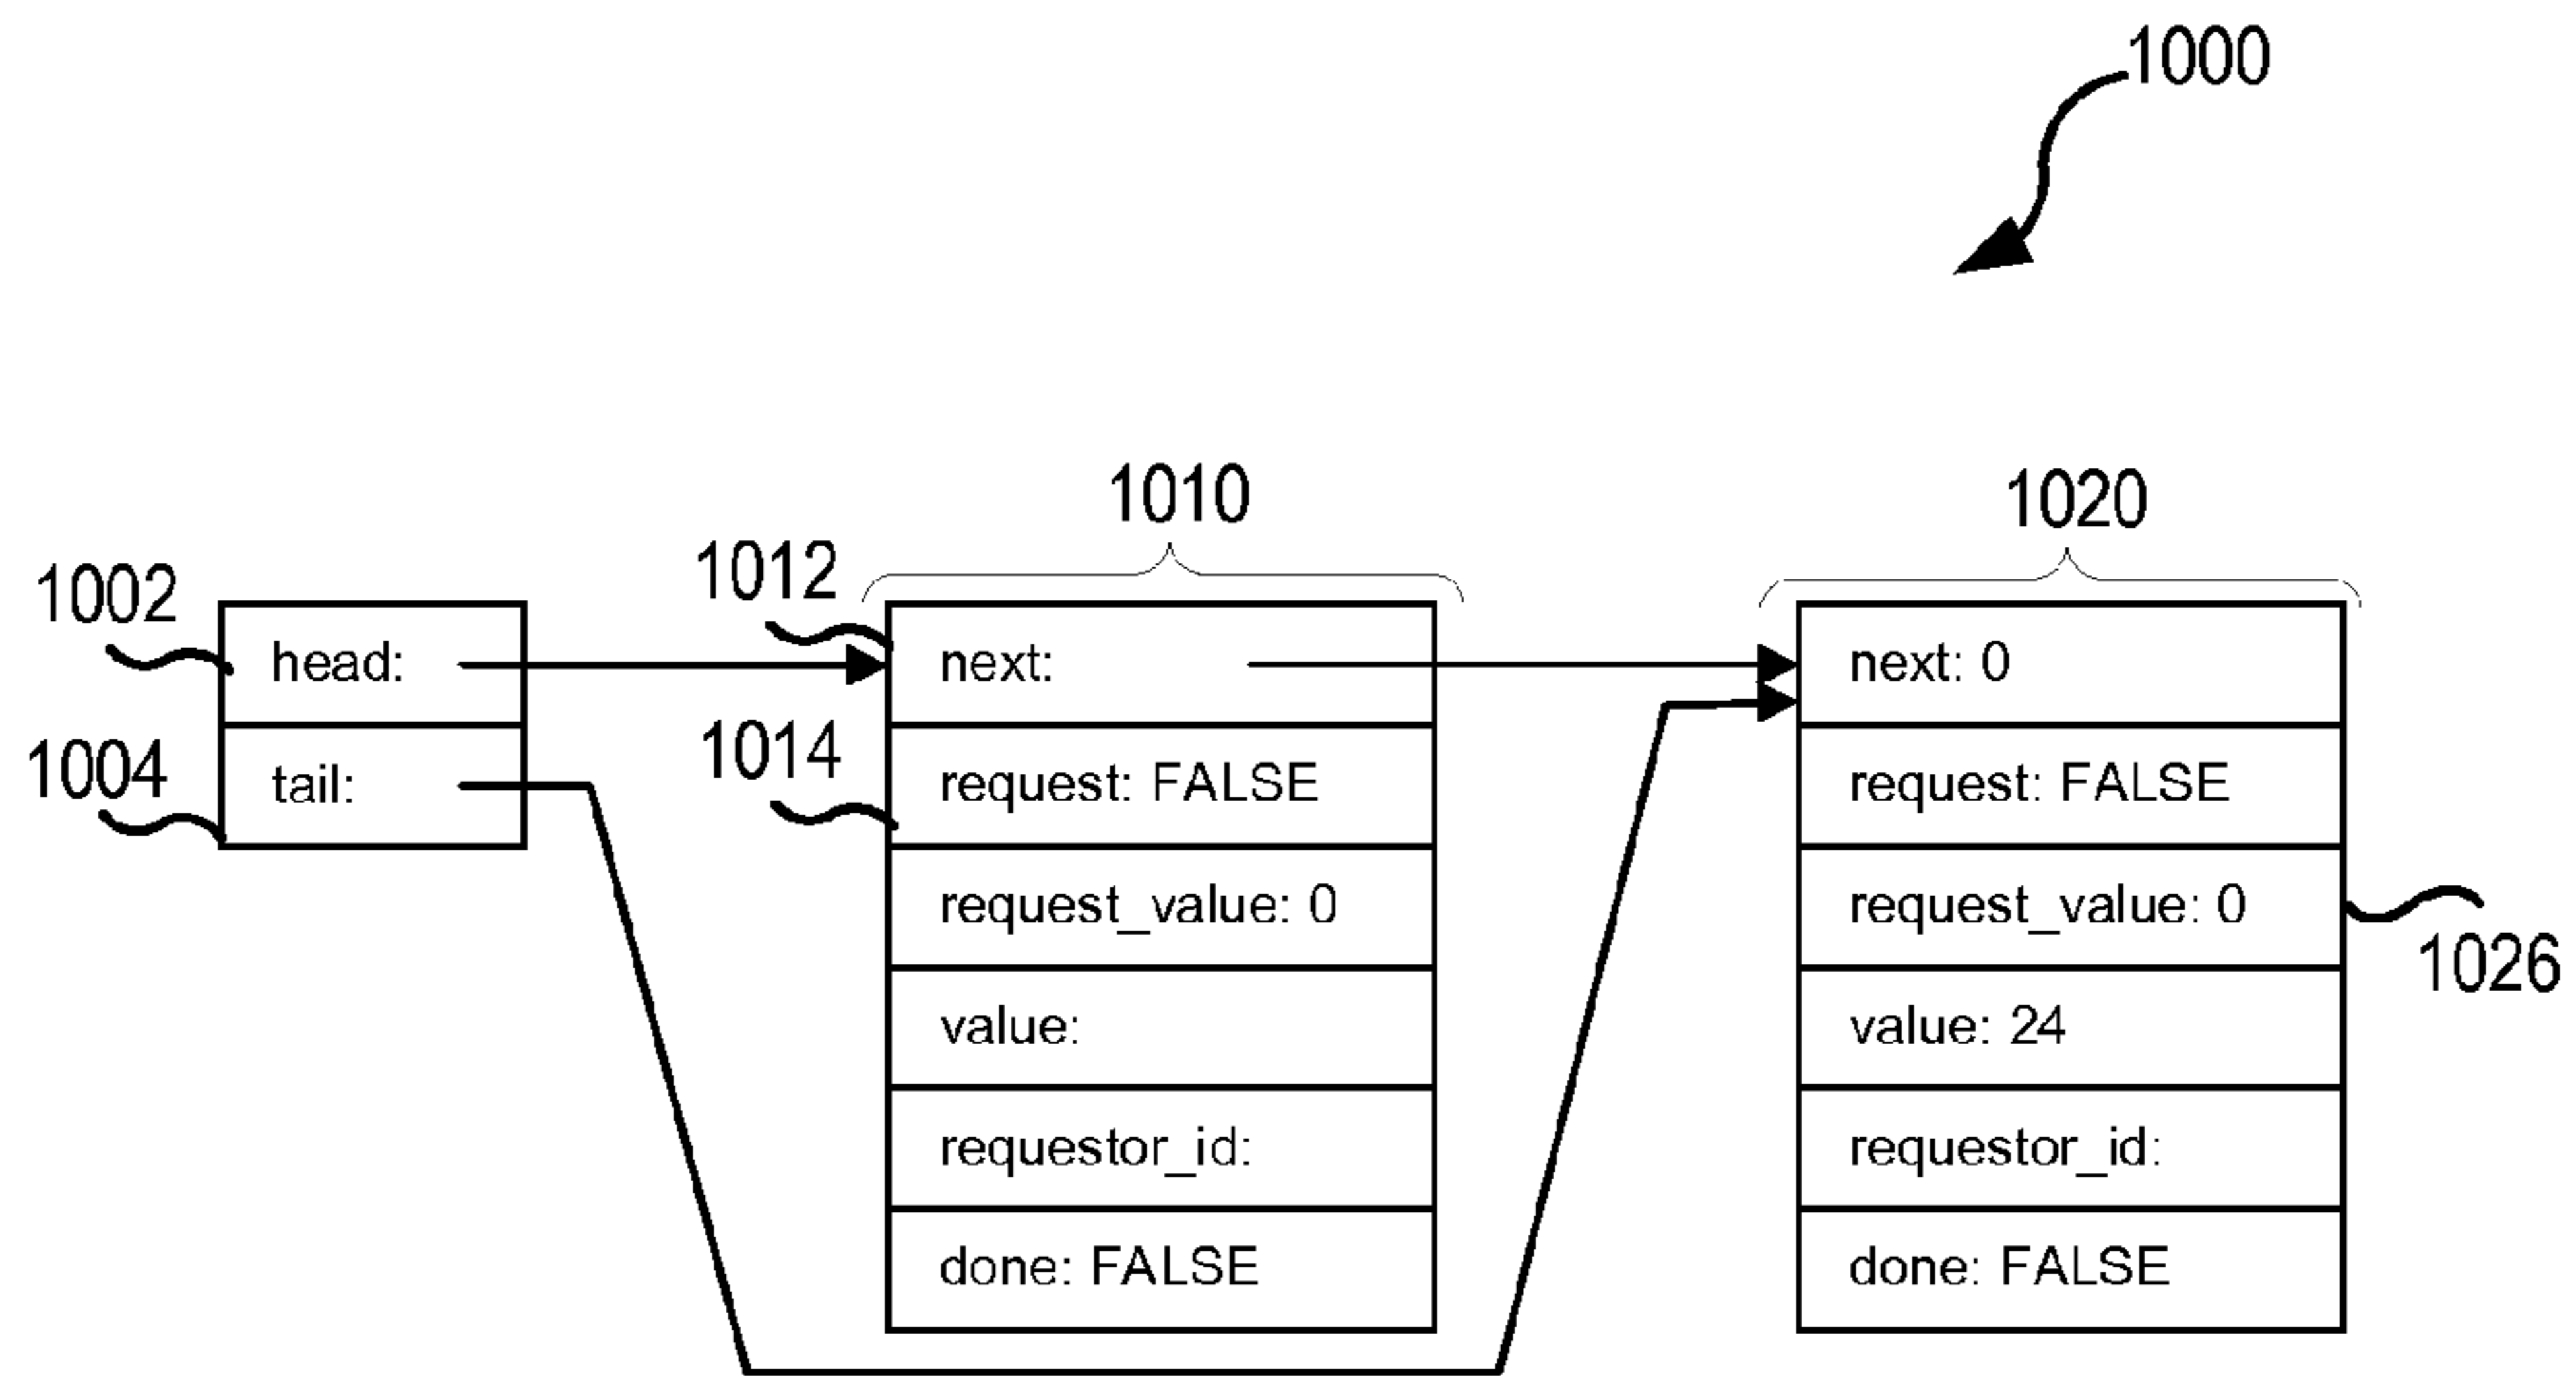 1000
1010
1020
1012
1002
head:
next:
next: 0
1014
1004
tail:
request: FALSE
request: FALSE
request_value: 0
request_value: 0
1026
value:
value: 24
requestor_id:
requestor_id:
done: FALSE
done: FALSE